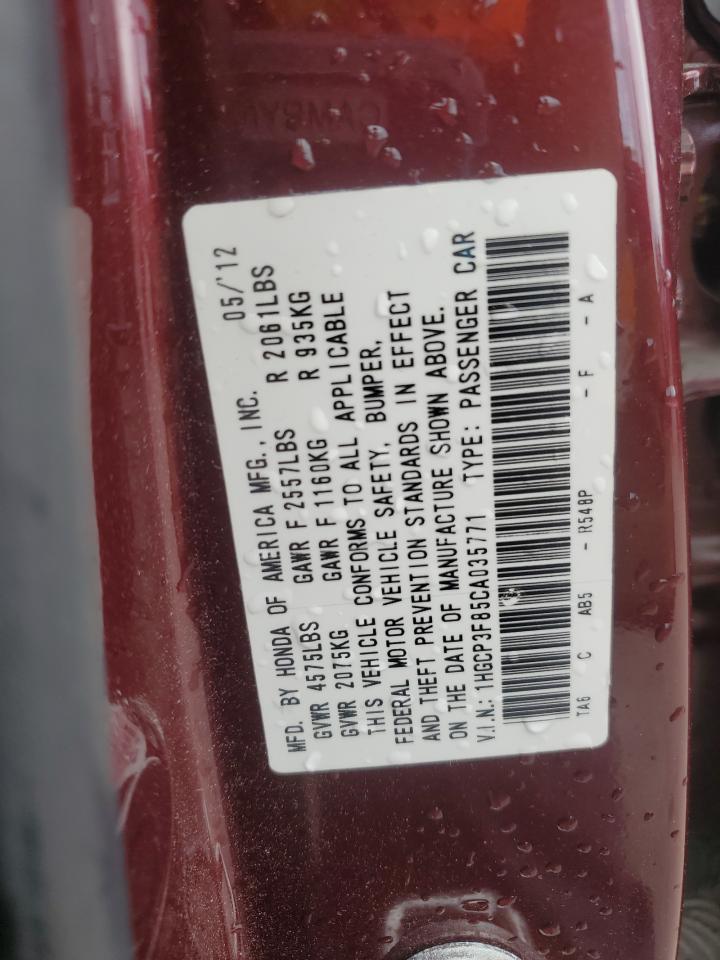 MFD. BY HONDA OF AMERICA MFG., INC. 05/'12
GVWR 4575LBS GAWR F 2557LBS R 2061LBS
GVWR 2075KG GAWR F 1160KG R 935KG
THIS VEHICLE CONFORMS TO ALL APPLICABLE
FEDERAL MOTOR VEHICLE SAFETY, BUMPER,
AND THEFT PREVENTION STANDARDS IN EFFECT
ON THE DATE OF MANUFACTURE SHOWN ABOVE.
V.I.N.: 1HGCP3F85CA035771 TYPE: PASSENGER CAR
TA6 C AB5 - R548P - F - A